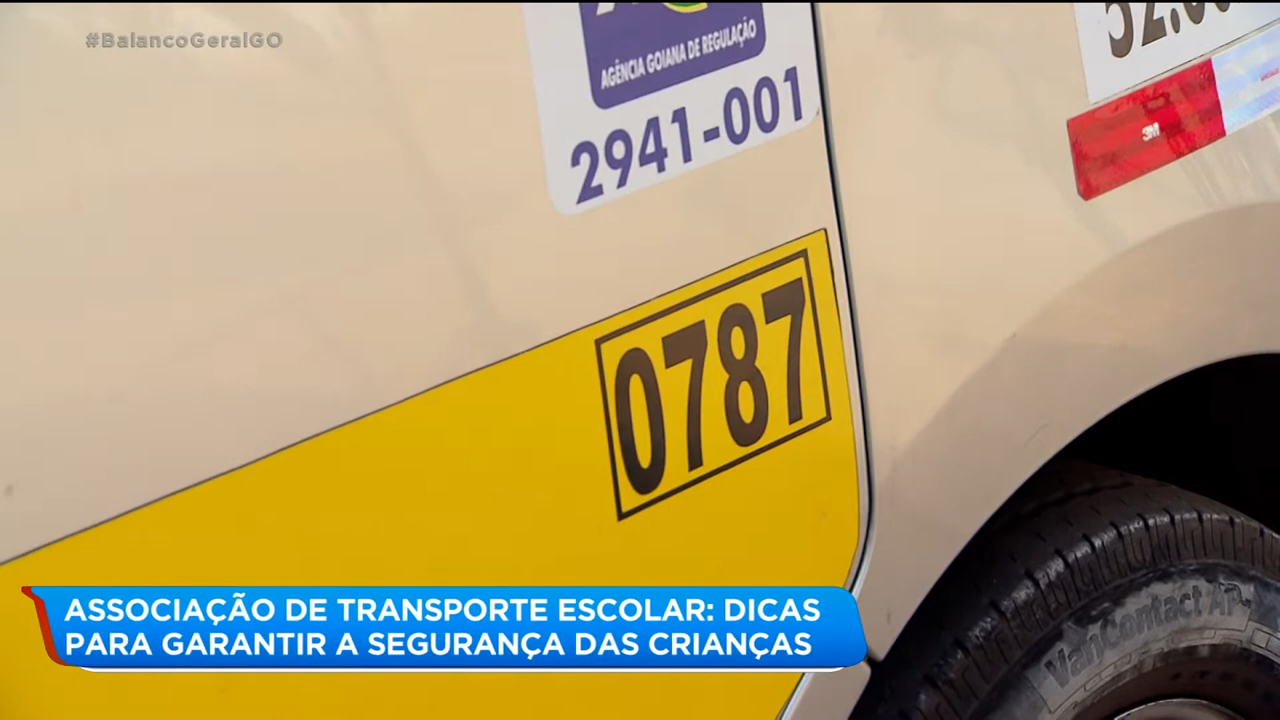 #BalancoGeralGO
AGÊNCIA GOIANA DE REGULAÇÃO
2941-001
3M
0787
VanContact AP
ASSOCIAÇÃO DE TRANSPORTE ESCOLAR: DICAS
PARA GARANTIR A SEGURANÇA DAS CRIANÇAS